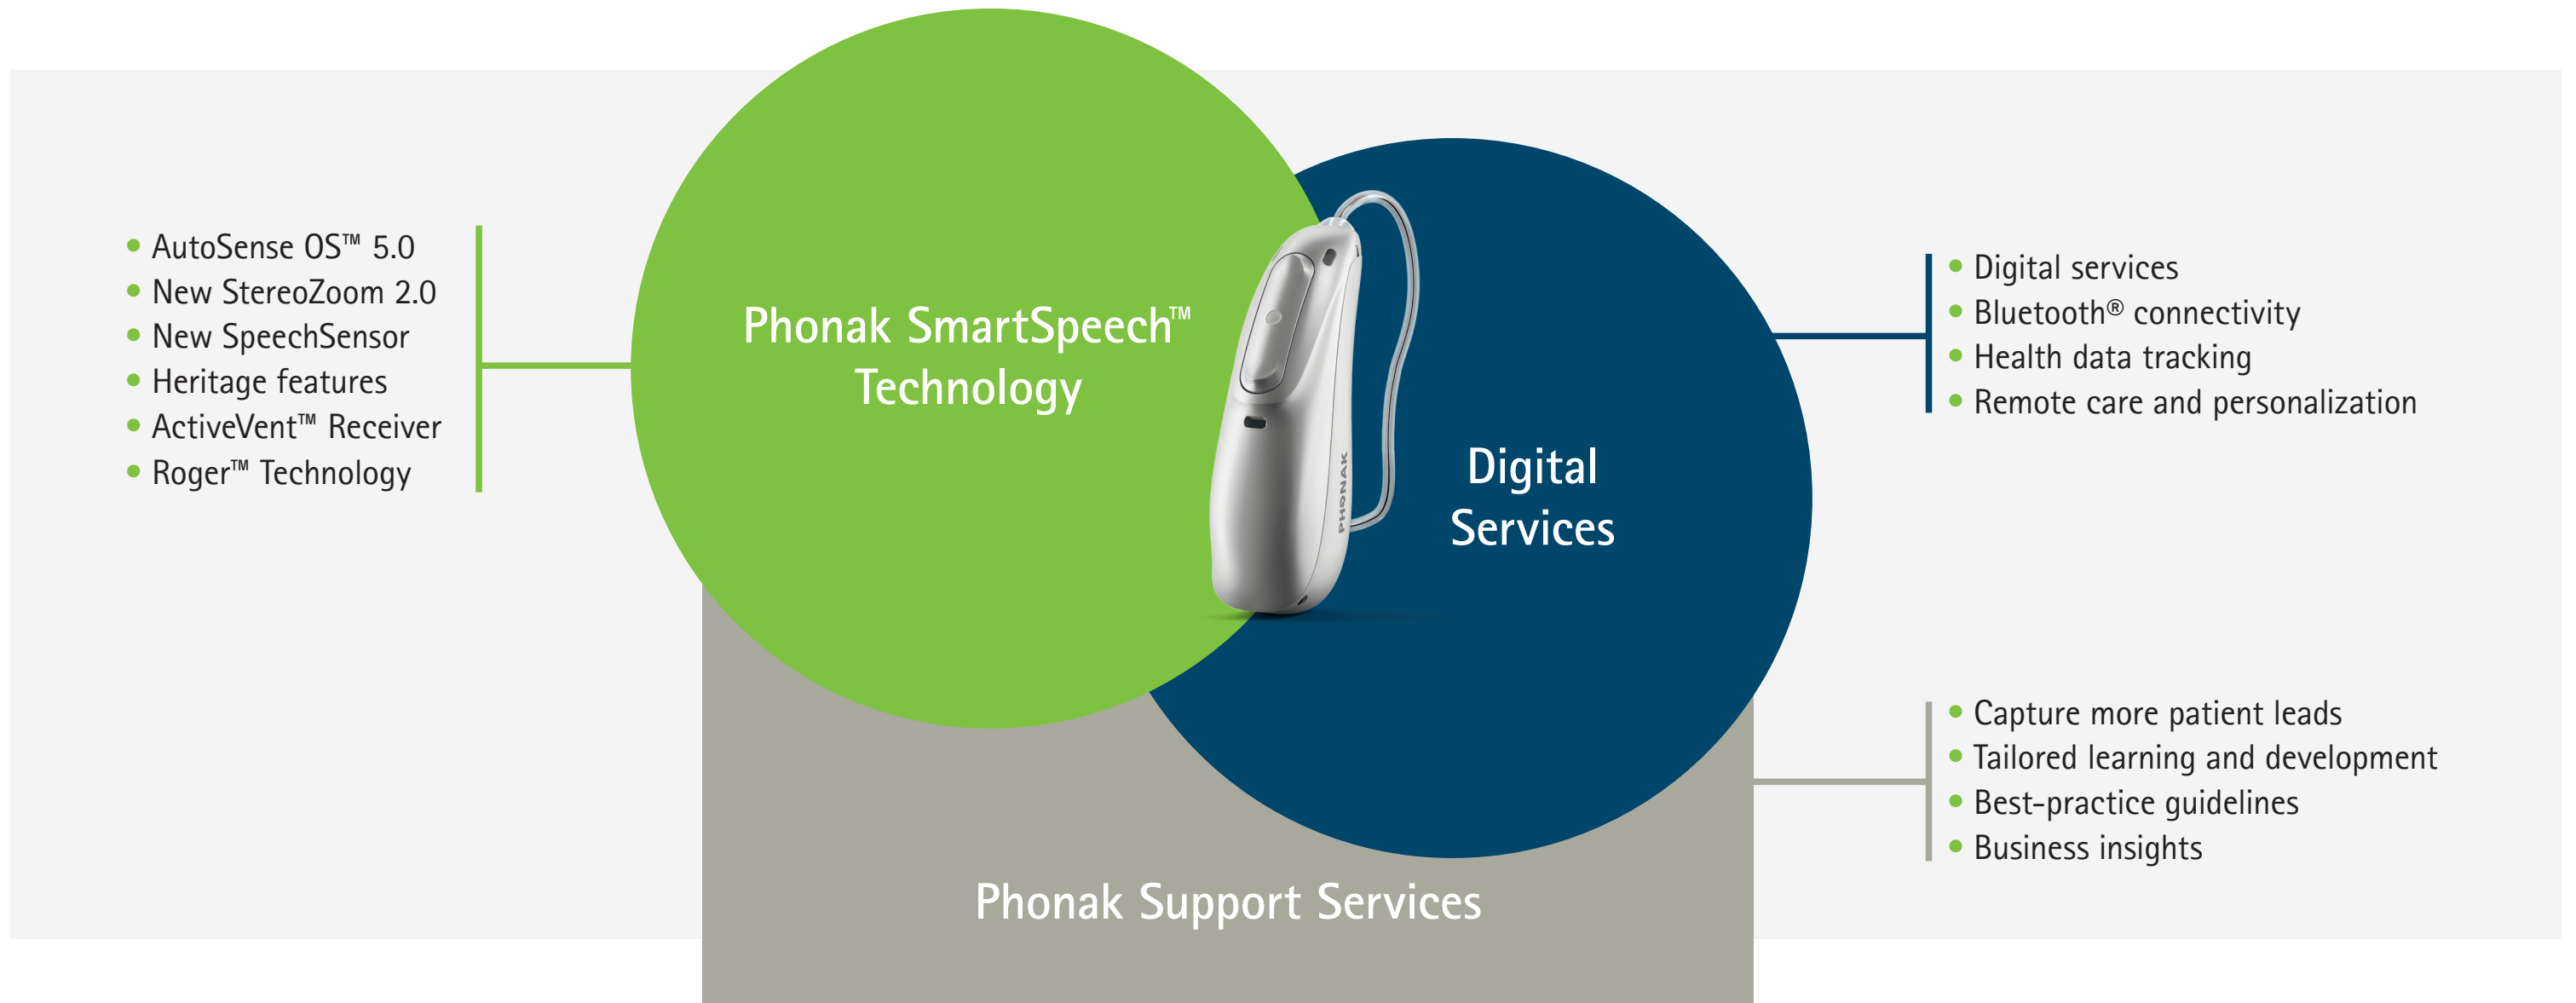 AutoSense OS™ 5.0
New StereoZoom 2.0
New SpeechSensor
Heritage features
ActiveVent™ Receiver
Roger™ Technology
Phonak SmartSpeech™
Technology
PHONAK
Digital
Services
Digital services
Bluetooth® connectivity
Health data tracking
Remote care and personalization
Capture more patient leads
Tailored learning and development
Best-practice guidelines
Business insights
Phonak Support Services